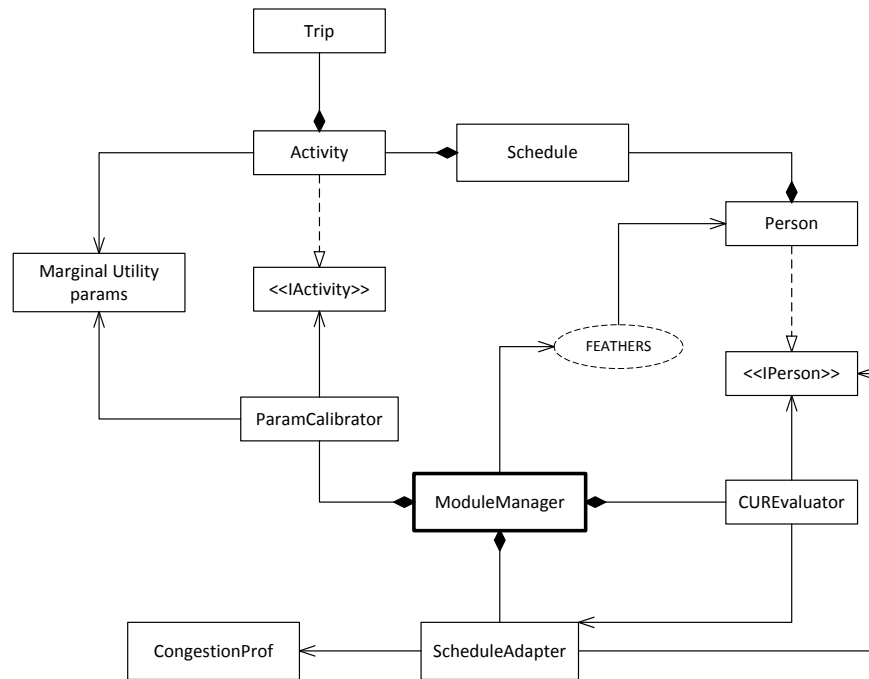 Trip
Activity
Schedule
Person
Marginal Utility
params
<<IActivity>>
FEATHERS
<<IPerson>>
ParamCalibrator
ModuleManager
CUREvaluator
CongestionProf
ScheduleAdapter